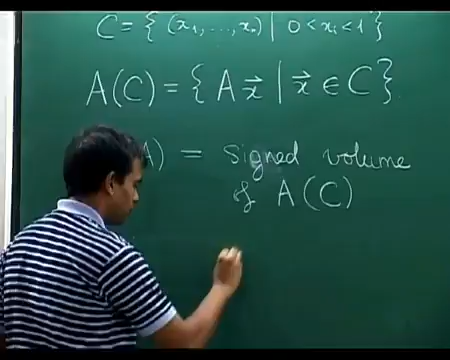 C = { (x₁, ..., xₙ) | 0 < xᵢ < 1 }
A(C) = { A x⃗ | x⃗ ∈ C }.
A) = signed volume
of A(C)